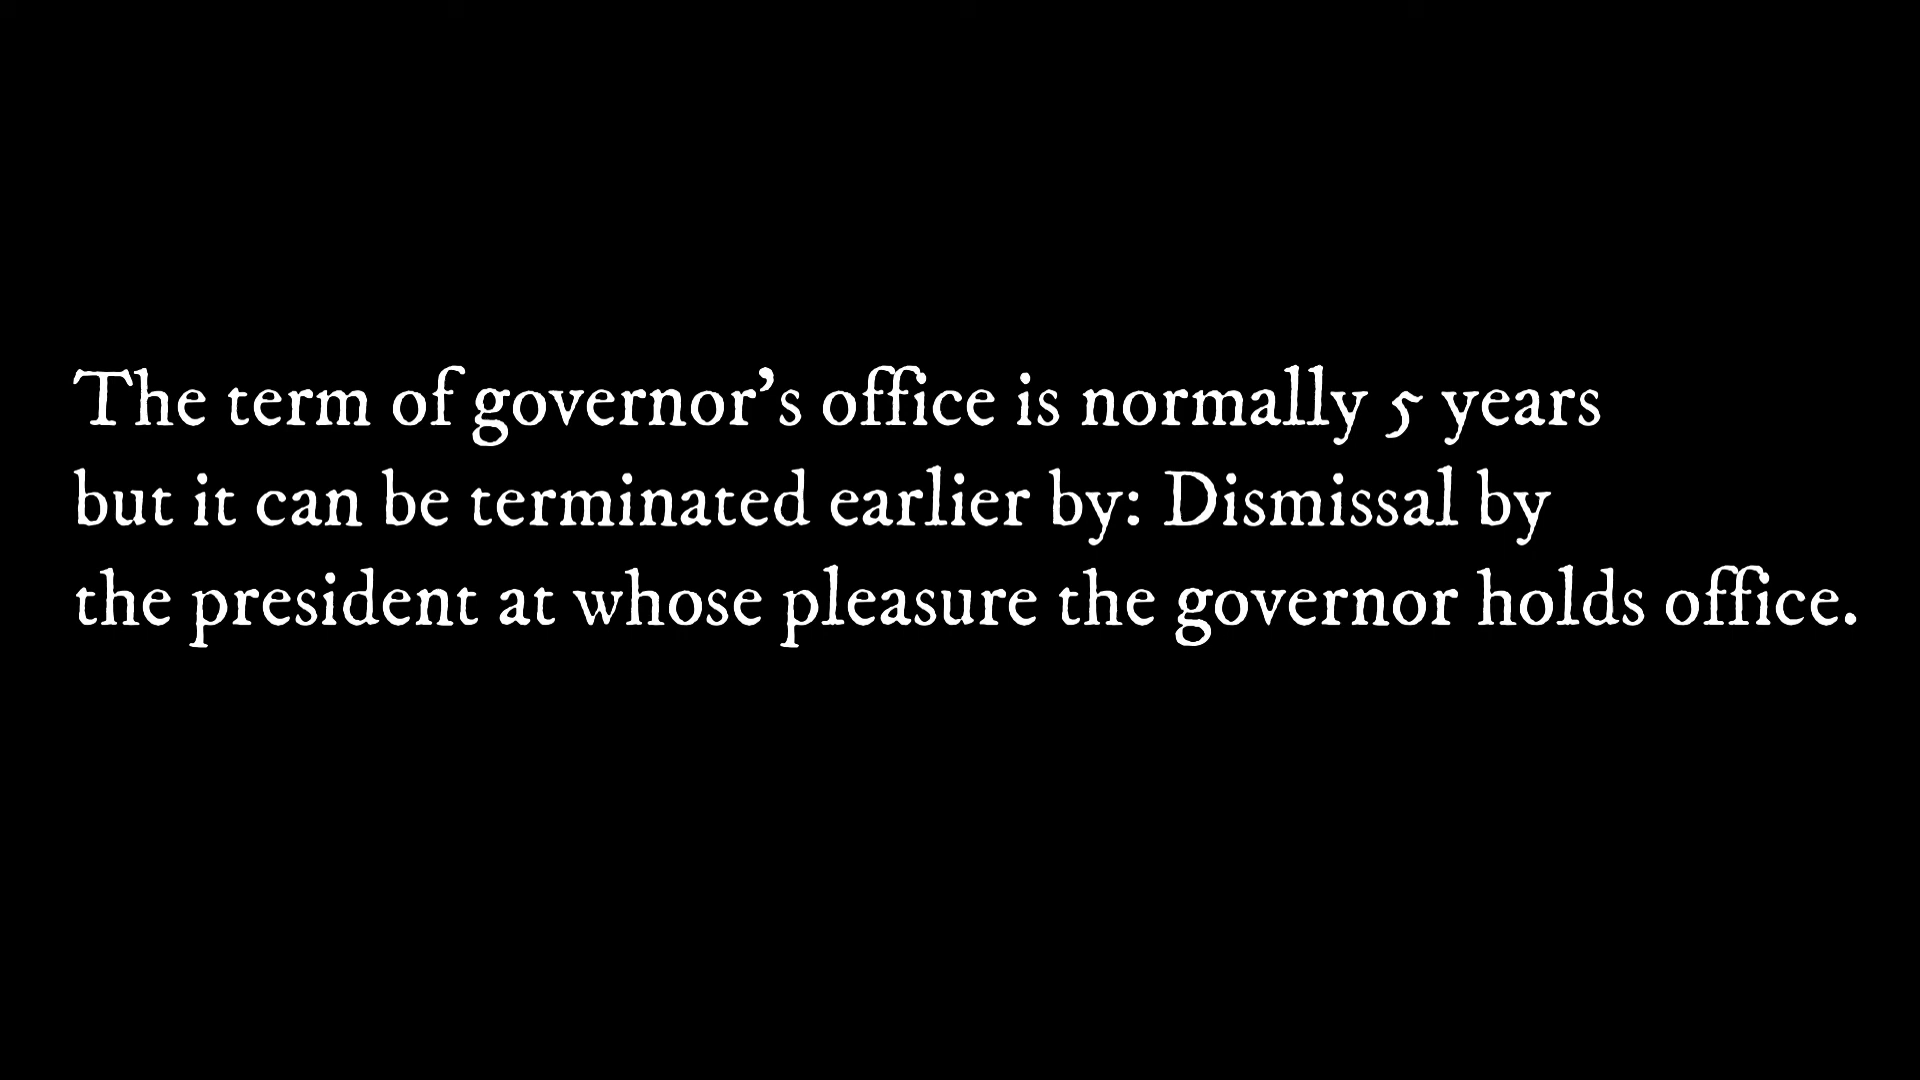 The term of governor’s office is normally 5 years
but it can be terminated earlier by: Dismissal by
the president at whose pleasure the governor holds office.